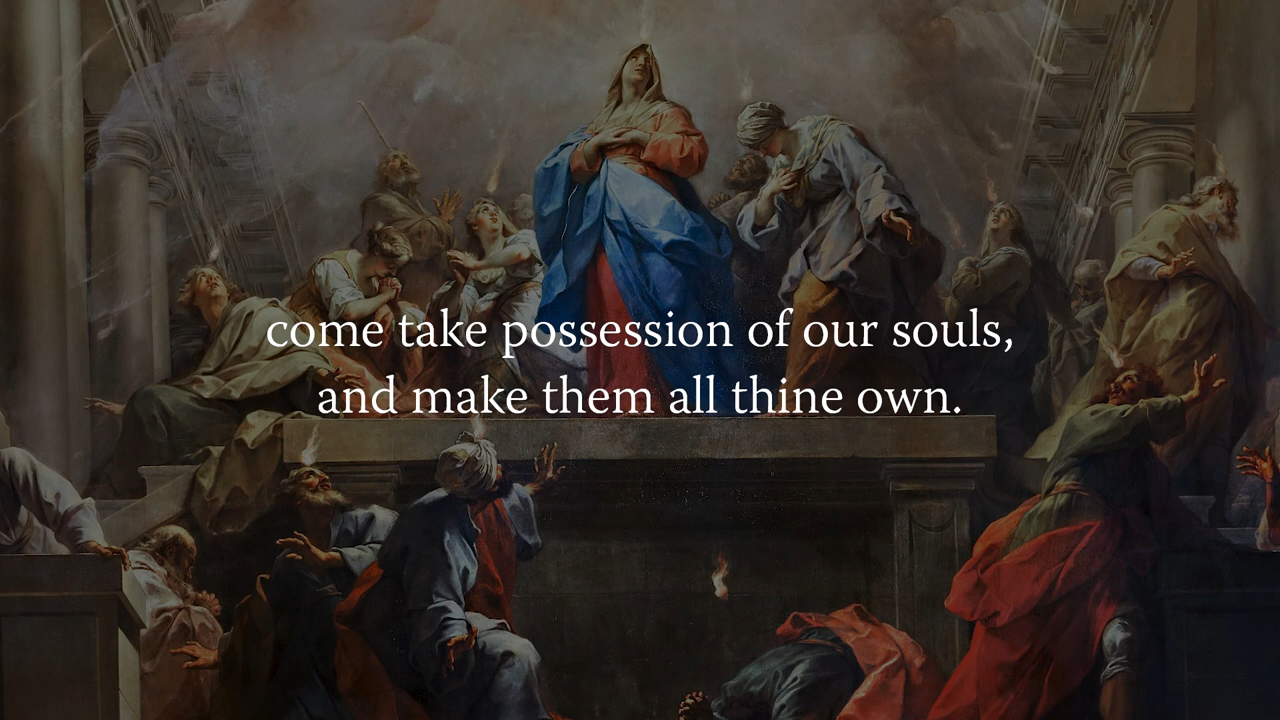 come take possession of our souls,
and make them all thine own.